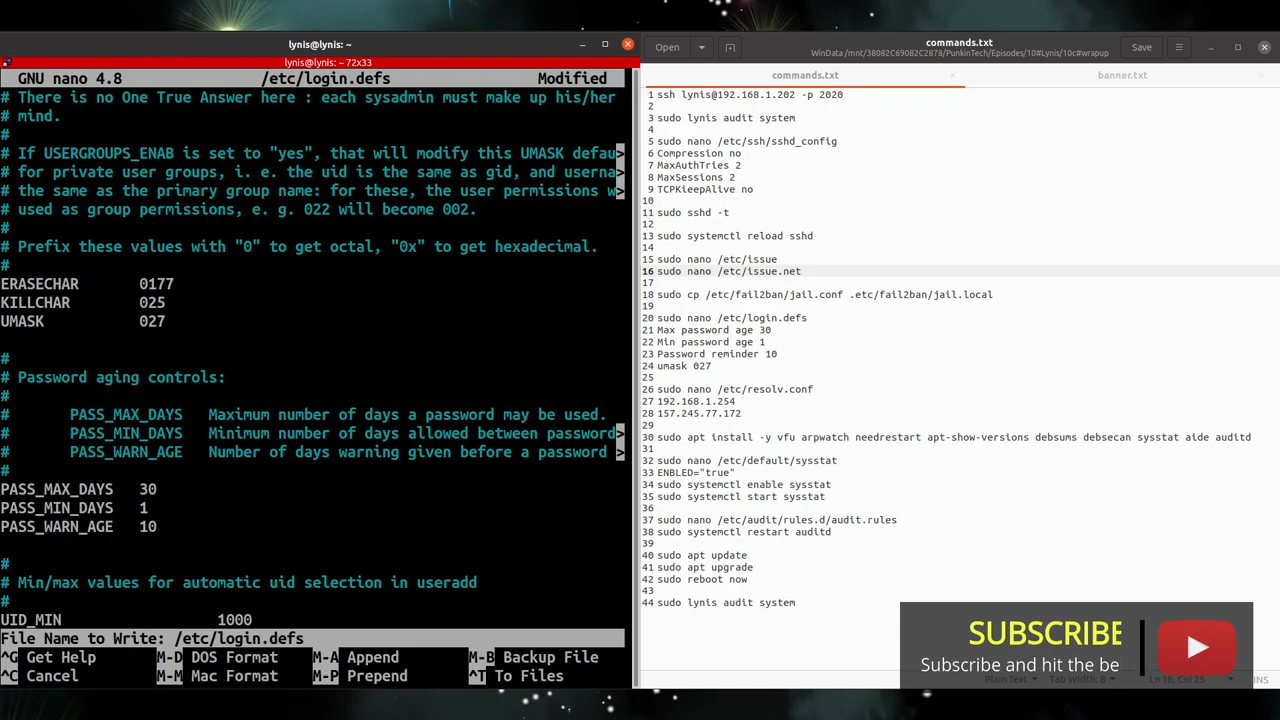 lynis@lynis: ~
lynis@lynis: ~ 72x33
GNU nano 4.8 /etc/login.defs Modified
# There is no One True Answer here : each sysadmin must make up his/her
# mind.
#
# If USERGROUPS_ENAB is set to "yes", that will modify this UMASK defau>
# for private user groups, i. e. the uid is the same as gid, and userna>
# the same as the primary group name: for these, the user permissions w>
# used as group permissions, e. g. 022 will become 002.
#
# Prefix these values with "0" to get octal, "0x" to get hexadecimal.
#
ERASECHAR 0177
KILLCHAR 025
UMASK 027
#
# Password aging controls:
#
# PASS_MAX_DAYS Maximum number of days a password may be used.
# PASS_MIN_DAYS Minimum number of days allowed between password>
# PASS_WARN_AGE Number of days warning given before a password >
#
PASS_MAX_DAYS 30
PASS_MIN_DAYS 1
PASS_WARN_AGE 10
#
# Min/max values for automatic uid selection in useradd
#
UID_MIN 1000
File Name to Write: /etc/login.defs
^G Get Help M-D DOS Format M-A Append M-B Backup File
^C Cancel M-M Mac Format M-P Prepend ^T To Files
Open
commands.txt
WinData /mnt/38082C69082C2878/PunkinTech/Episodes/10#Lynis/10c#wrapup
Save
commands.txt
banner.txt
1 ssh lynis@192.168.1.202 -p 2020
2
3 sudo lynis audit system
4
5 sudo nano /etc/ssh/sshd_config
6 Compression no
7 MaxAuthTries 2
8 MaxSessions 2
9 TCPKieepAlive no
10
11 sudo sshd -t
12
13 sudo systemctl reload sshd
14
15 sudo nano /etc/issue
16 sudo nano /etc/issue.net
17
18 sudo cp /etc/fail2ban/jail.conf .etc/fail2ban/jail.local
19
20 sudo nano /etc/login.defs
21 Max password age 30
22 Min password age 1
23 Password reminder 10
24 umask 027
25
26 sudo nano /etc/resolv.conf
27 192.168.1.254
28 157.245.77.172
29
30 sudo apt install -y vfu arpwatch needrestart apt-show-versions debsums debsecan sysstat aide auditd
31
32 sudo nano /etc/default/sysstat
33 ENBLED="true"
34 sudo systemctl enable sysstat
35 sudo systemctl start sysstat
36
37 sudo nano /etc/audit/rules.d/audit.rules
38 sudo systemctl restart auditd
39
40 sudo apt update
41 sudo apt upgrade
42 sudo reboot now
43
44 sudo lynis audit system
SUBSCRIBE
Subscribe and hit the be
Plain Text Tab Width: 8 Ln 16, Col 25 INS